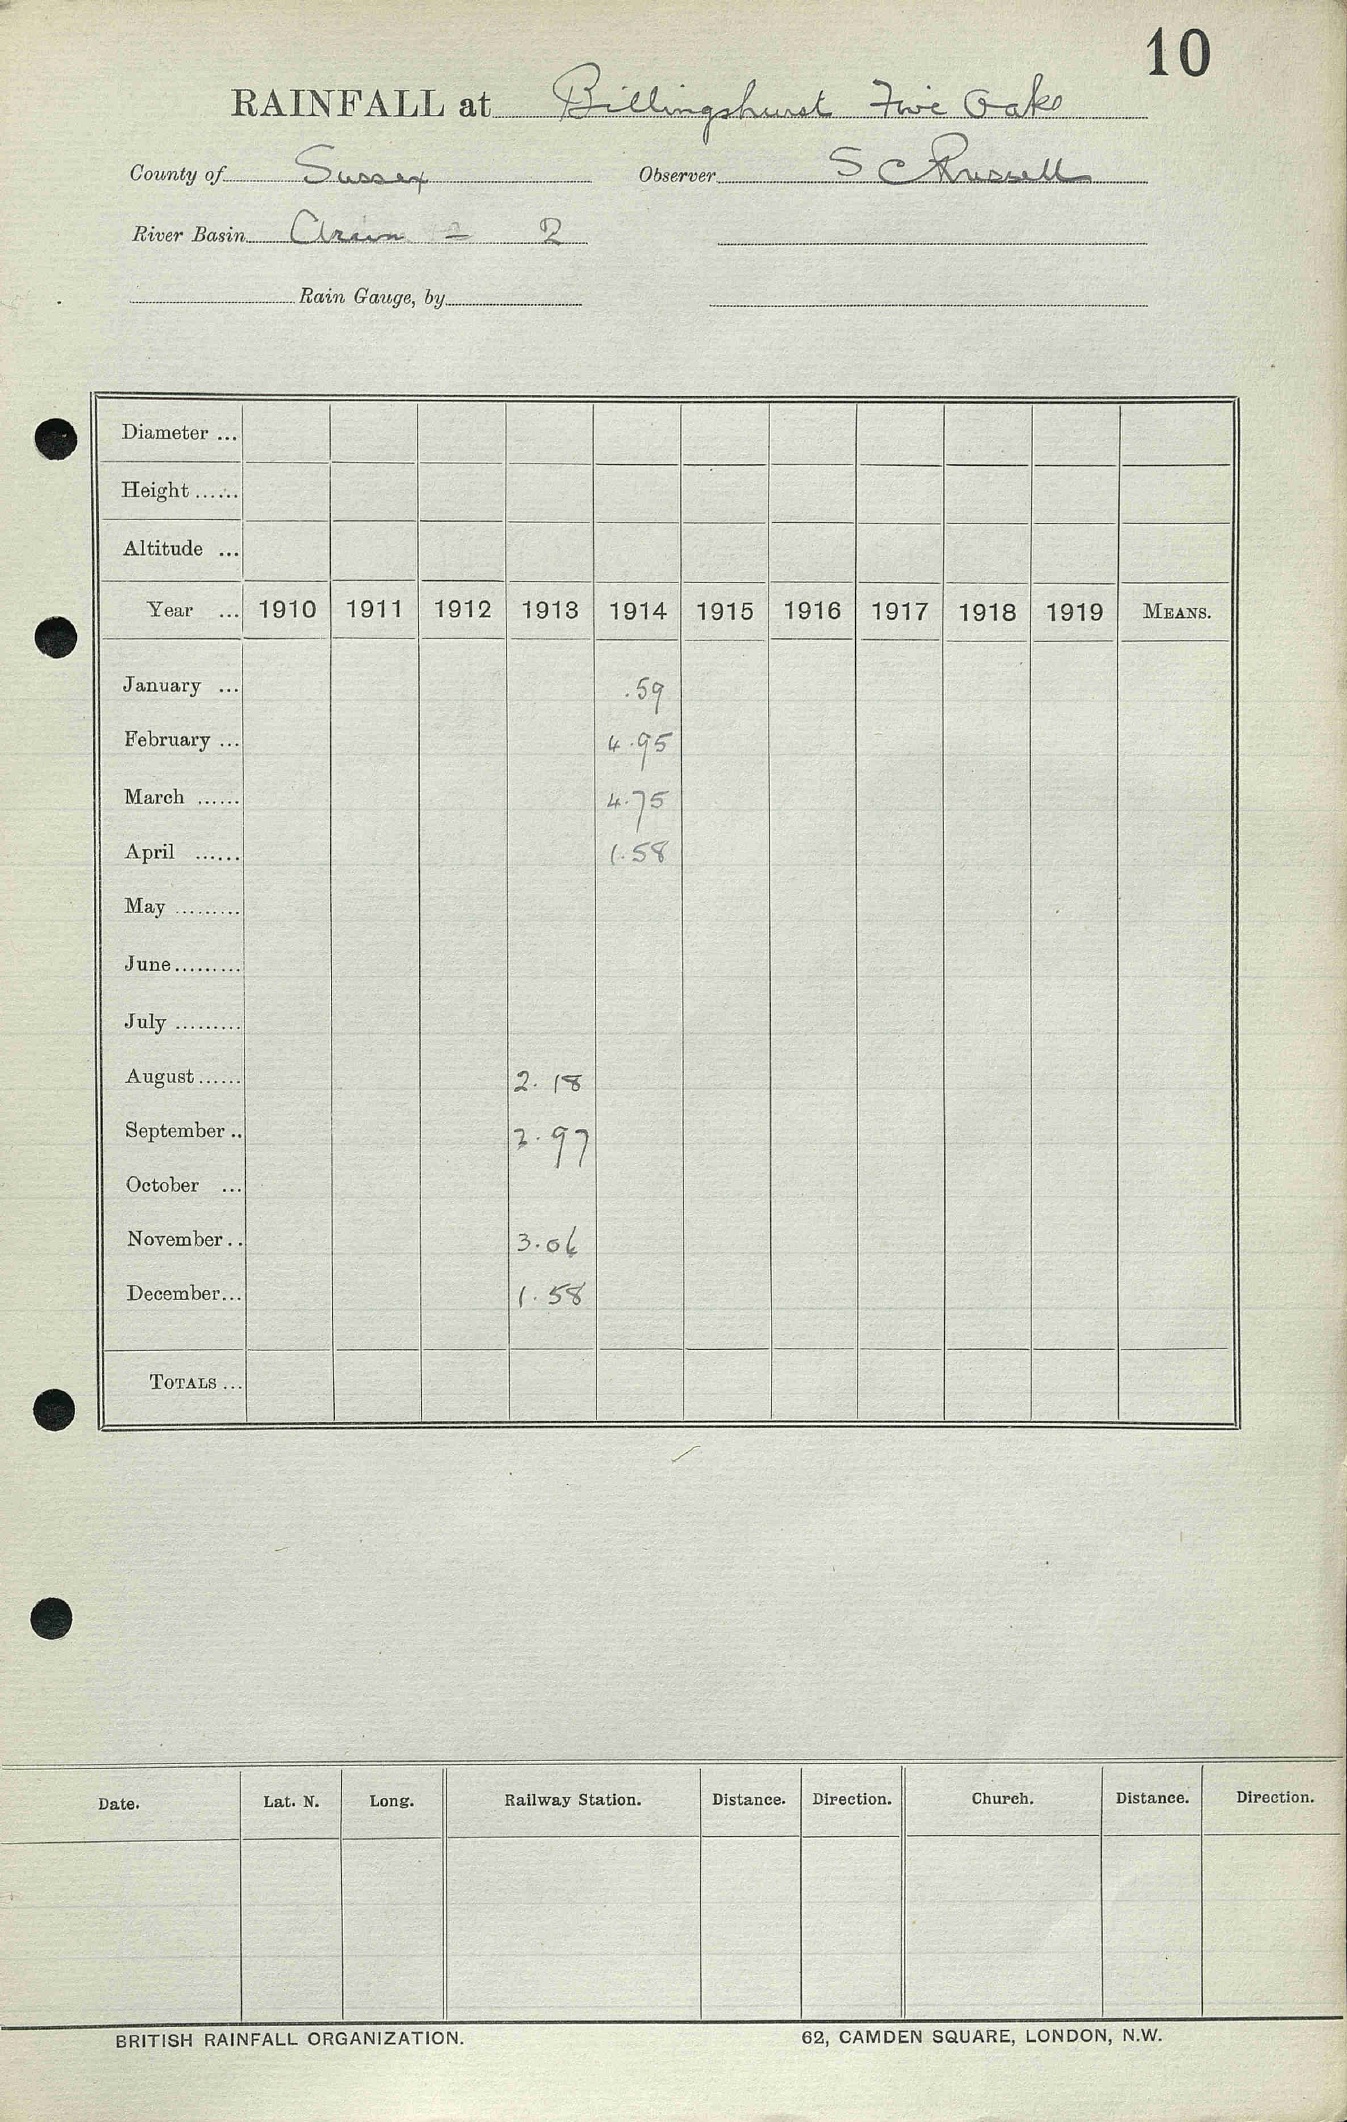 10
RAINFALL at Billingshurst Five Oaks
County of Sussex Observer S C Russell
River Basin Arun - 2
Rain Gauge, by
Diameter ...
Height ......
Altitude ...
Year ... 1910 1911 1912 1913 1914 1915 1916 1917 1918 1919 MEANS.
January ... .59
February ... 4.95
March ...... 4.75
April ...... 1.58
May .........
June.........
July .........
August...... 2.18
September .. 2.97
October ...
November.. 3.06
December... 1.58
TOTALS ...
Date. Lat. N. Long. Railway Station. Distance. Direction. Church. Distance. Direction.
BRITISH RAINFALL ORGANIZATION. 62, CAMDEN SQUARE, LONDON, N.W.